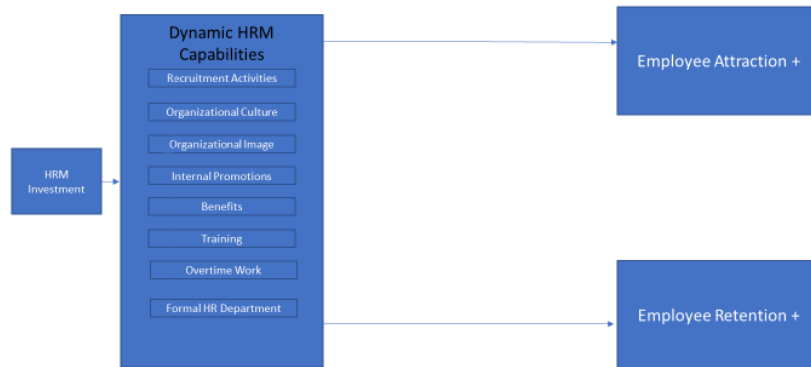 HRM
Investment
Dynamic HRM
Capabilities
Recruitment Activities
Organizational Culture
Organizational Image
Internal Promotions
Benefits
Training
Overtime Work
Formal HR Department
Employee Attraction +
Employee Retention +